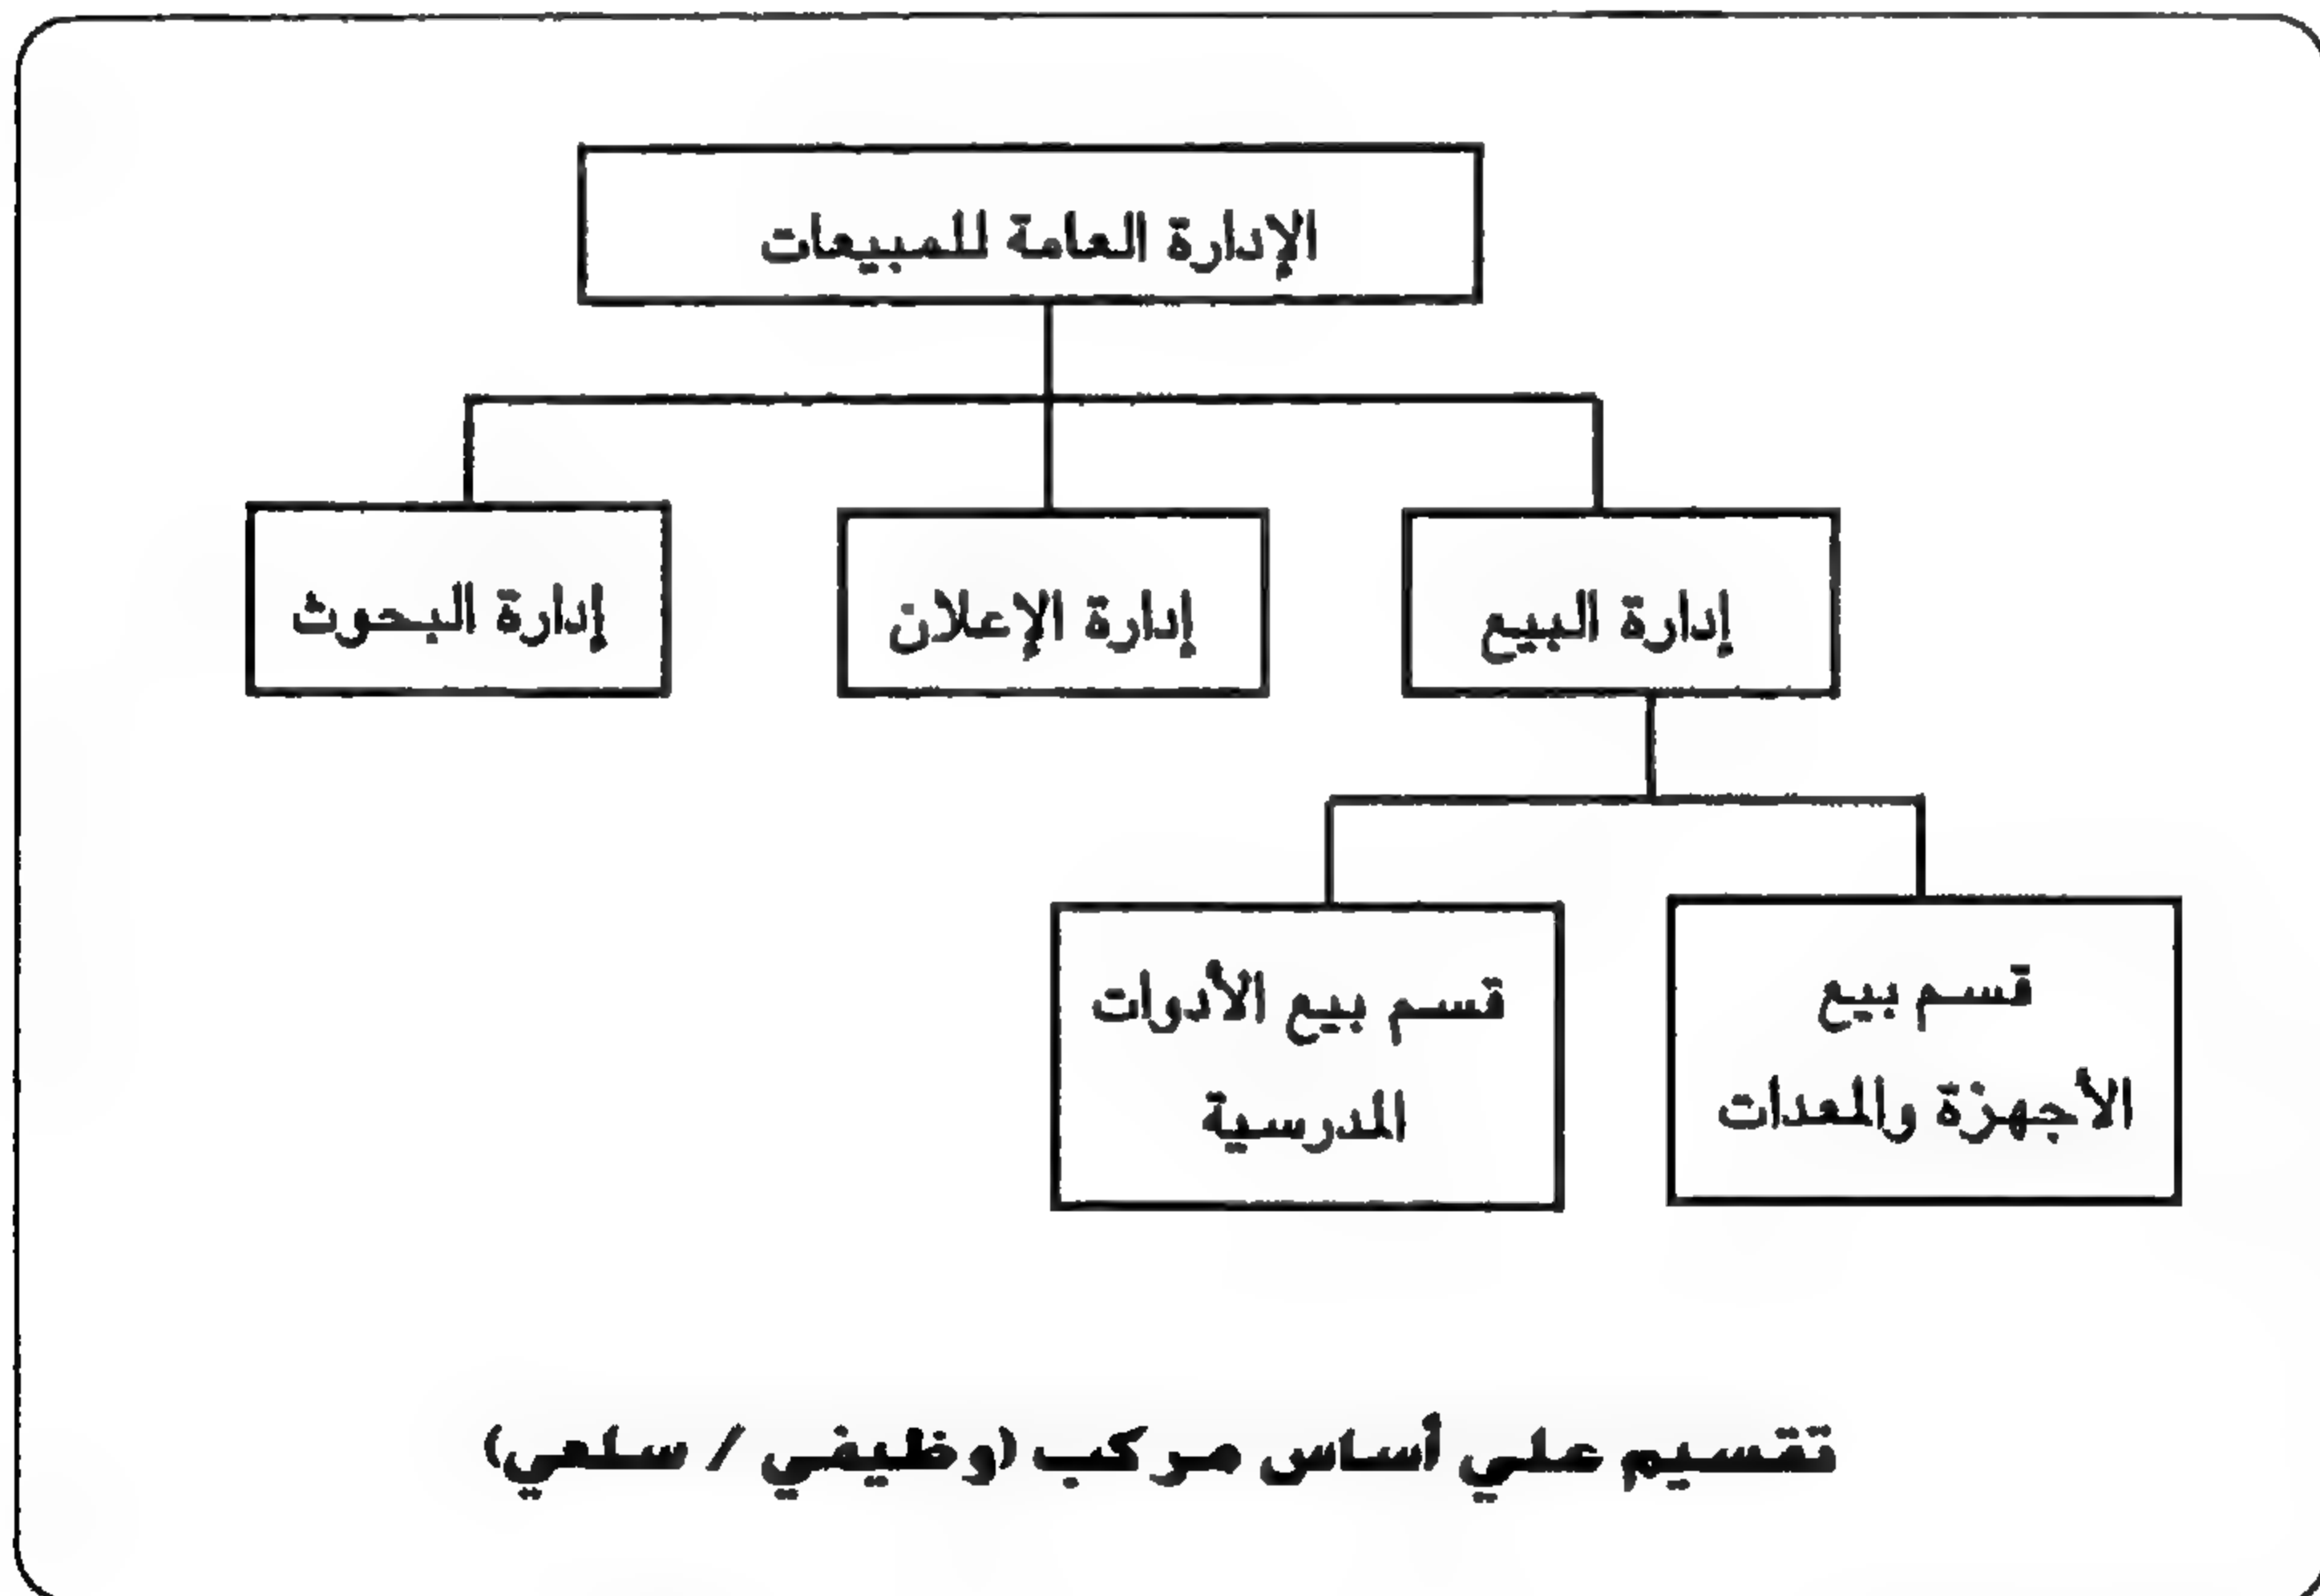 الإدارة العامة للمبيعات
إدارة البيع
إدارة الإعلان
إدارة البحوث
قسم بيع
الأجهزة والمعدات
قسم بيع الأدوات
المدرسية
تقسيم علي أساس مركب (وظيفي / سلعي)